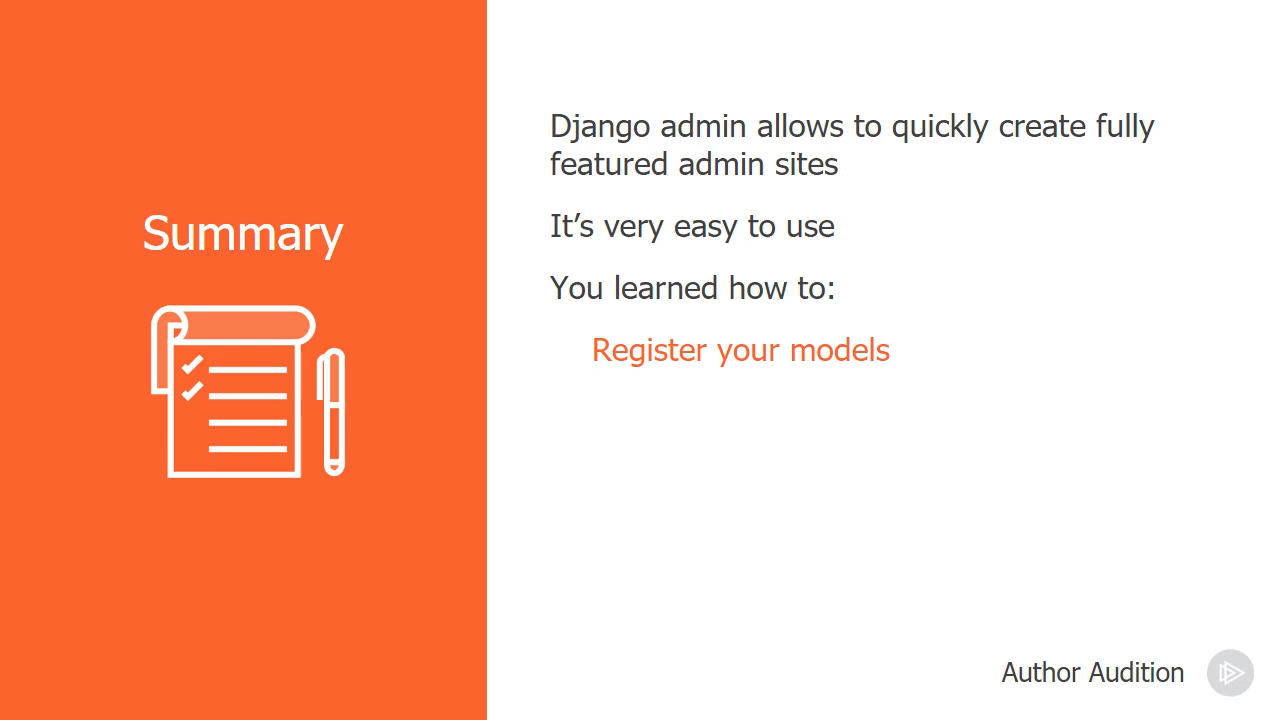 Summary
Django admin allows to quickly create fully
featured admin sites
It’s very easy to use
You learned how to:
Register your models
Author Audition